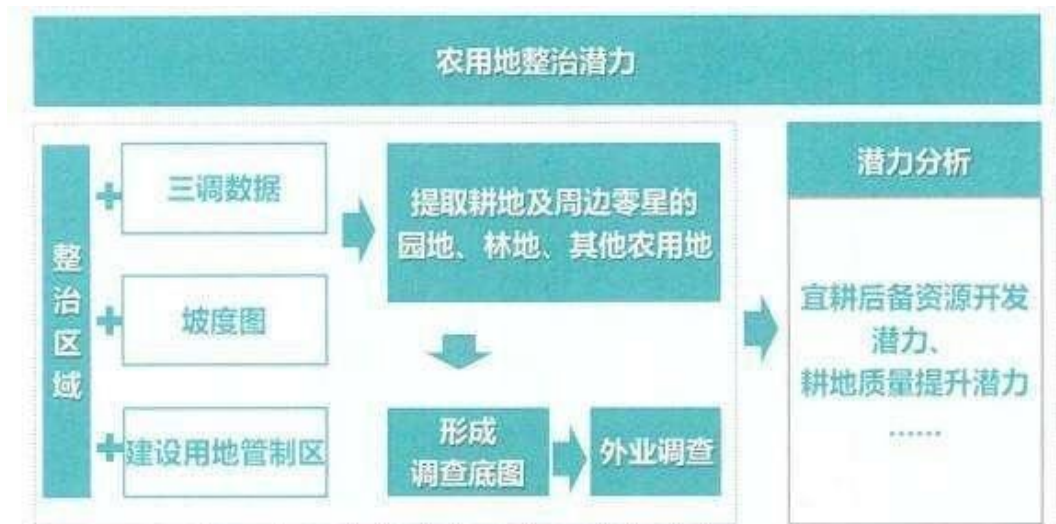 农用地整治潜力
整治区域
三调数据
坡度图
建设用地管制区
提取耕地及周边零星的
园地、林地、其他农用地
形成
调查底图
外业调查
潜力分析
宜耕后备资源开发
潜力、
耕地质量提升潜力
......